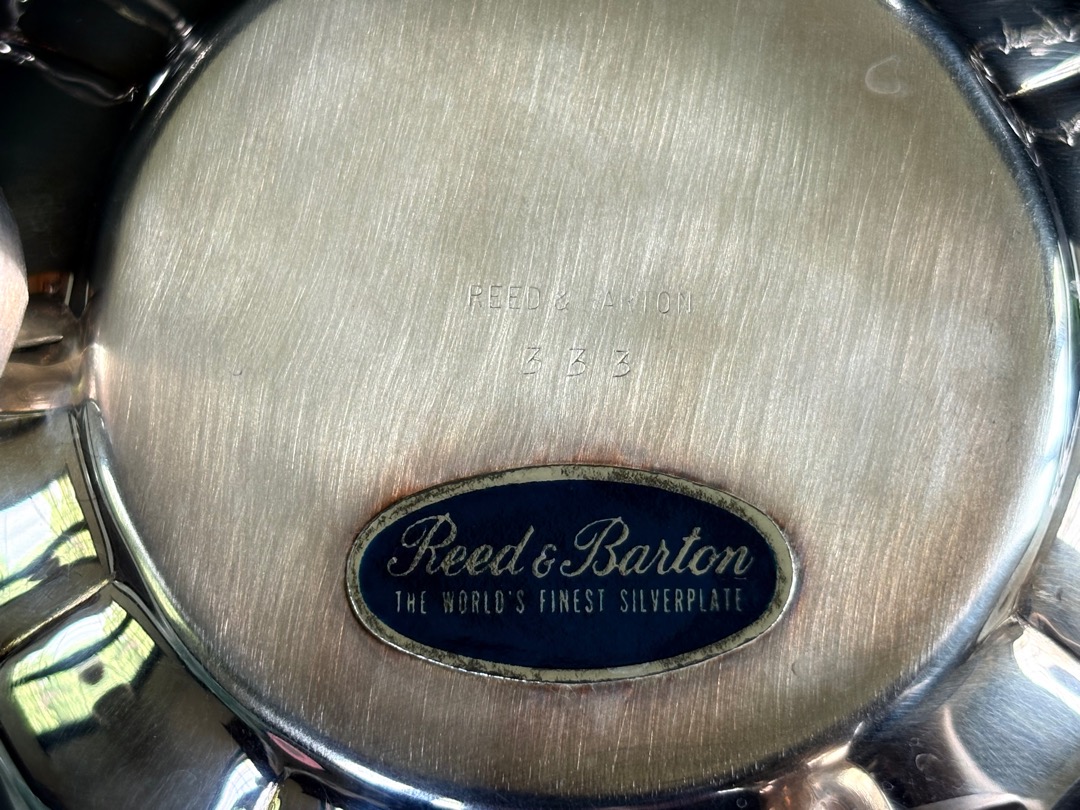 REED & BARTON
333
Reed & Barton
THE WORLD'S FINEST SILVERPLATE